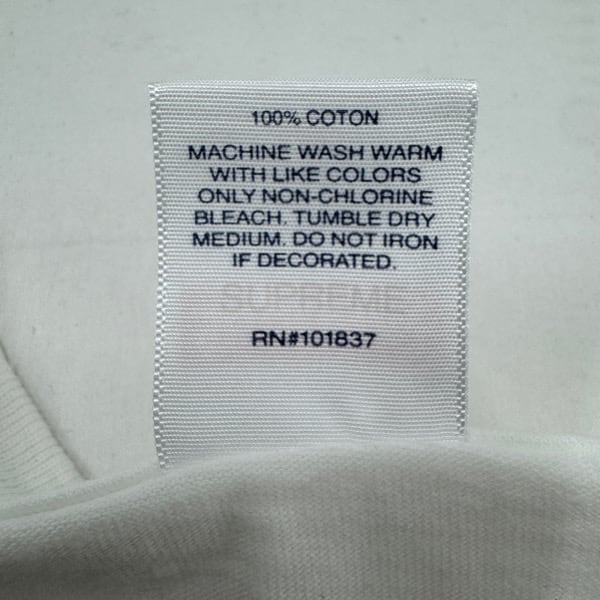 100% COTON
MACHINE WASH WARM
WITH LIKE COLORS
ONLY NON-CHLORINE
BLEACH. TUMBLE DRY
MEDIUM. DO NOT IRON
IF DECORATED.
SUPREME
RN#101837